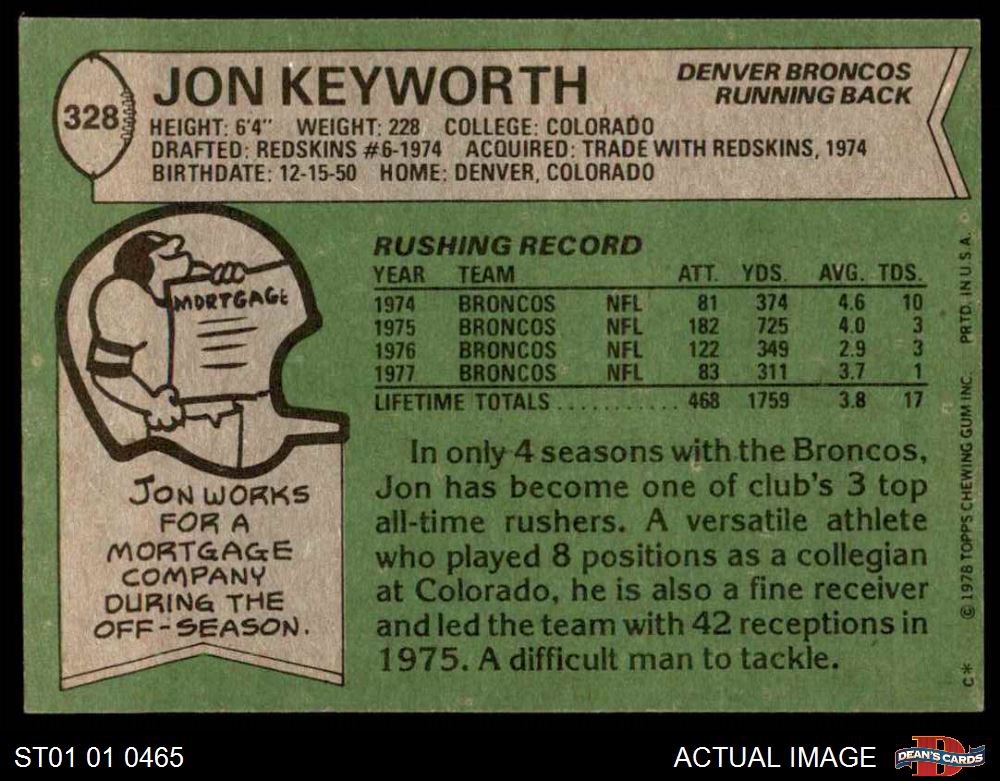 328
JON KEYWORTH
DENVER BRONCOS
RUNNING BACK
HEIGHT: 6'4" WEIGHT: 228 COLLEGE: COLORADO
DRAFTED: REDSKINS #6-1974 ACQUIRED: TRADE WITH REDSKINS, 1974
BIRTHDATE: 12-15-50 HOME: DENVER, COLORADO
MORTGAGE
JON WORKS
FOR A
MORTGAGE
COMPANY
DURING THE
OFF-SEASON.
RUSHING RECORD
YEAR TEAM ATT. YDS. AVG. TDS.
1974 BRONCOS NFL 81 374 4.6 10
1975 BRONCOS NFL 182 725 4.0 3
1976 BRONCOS NFL 122 349 2.9 3
1977 BRONCOS NFL 83 311 3.7 1
LIFETIME TOTALS ............ 468 1759 3.8 17
In only 4 seasons with the Broncos,
Jon has become one of club's 3 top
all-time rushers. A versatile athlete
who played 8 positions as a collegian
at Colorado, he is also a fine receiver
and led the team with 42 receptions in
1975. A difficult man to tackle.
C* © 1978 TOPPS CHEWING GUM INC. PRTD. IN U.S.A.
ST01 01 0465
ACTUAL IMAGE
D
DEAN'S CARDS